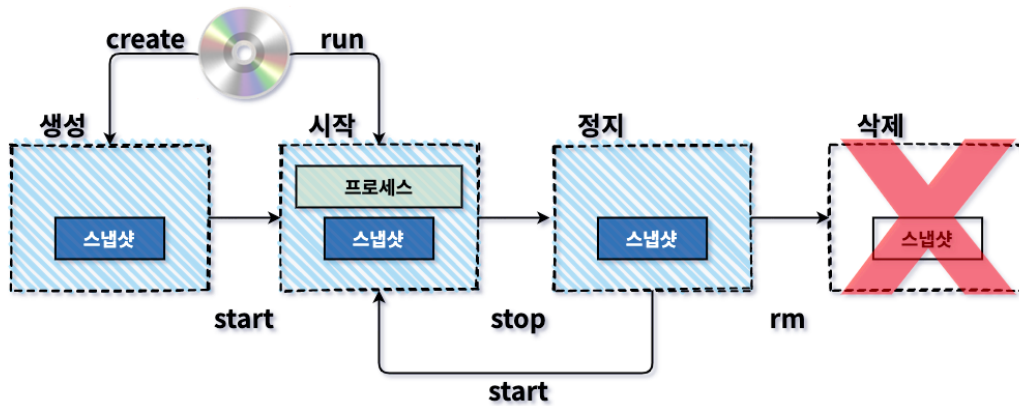 create
run
생성
시작
정지
삭제
프로세스
스냅샷
스냅샷
스냅샷
스냅샷
start
stop
rm
start